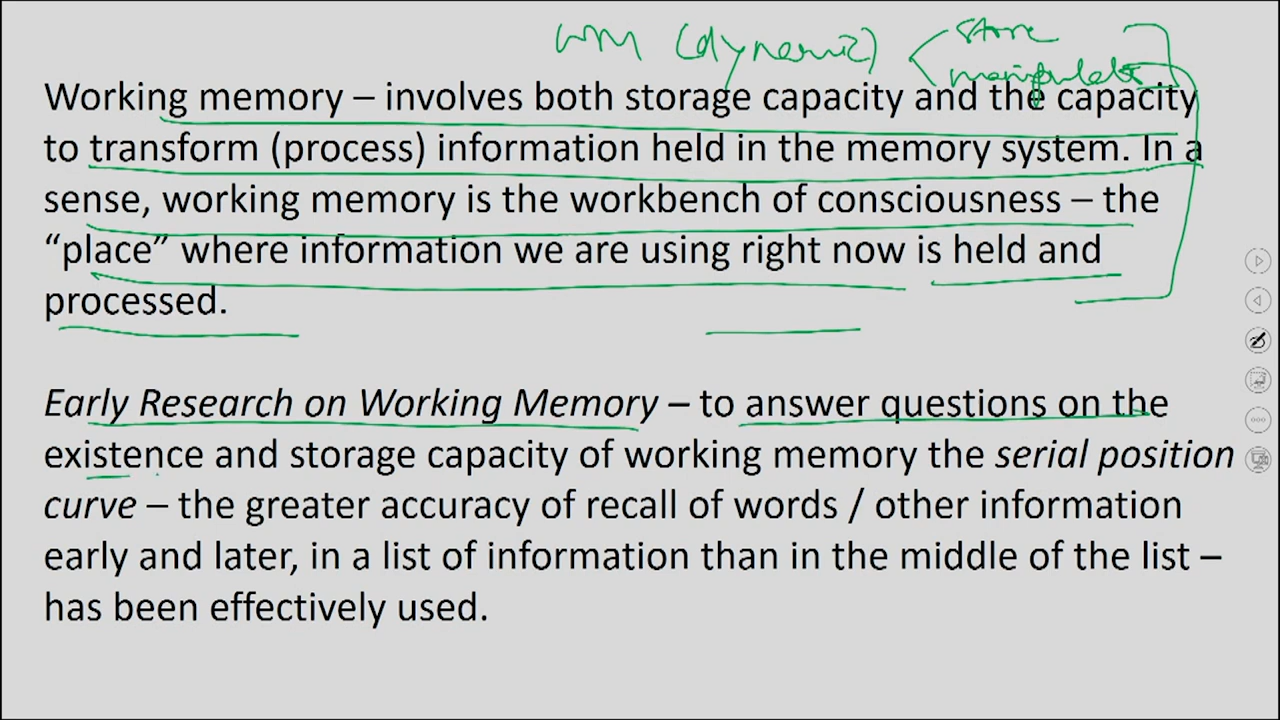 WM (dynamic) store
manipulate
Working memory – involves both storage capacity and the capacity
to transform (process) information held in the memory system. In a
sense, working memory is the workbench of consciousness – the
“place” where information we are using right now is held and
processed.
Early Research on Working Memory – to answer questions on the
existence and storage capacity of working memory the serial position
curve – the greater accuracy of recall of words / other information
early and later, in a list of information than in the middle of the list –
has been effectively used.